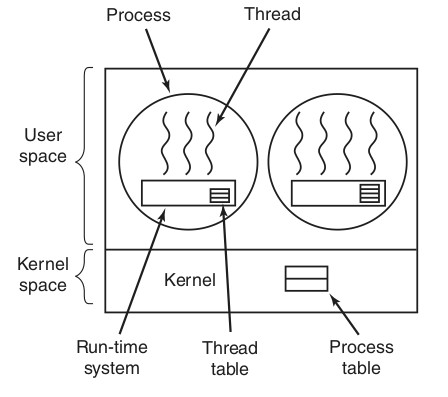 Process
Thread
User
space
Kernel
space
Kernel
Run-time
system
Thread
table
Process
table